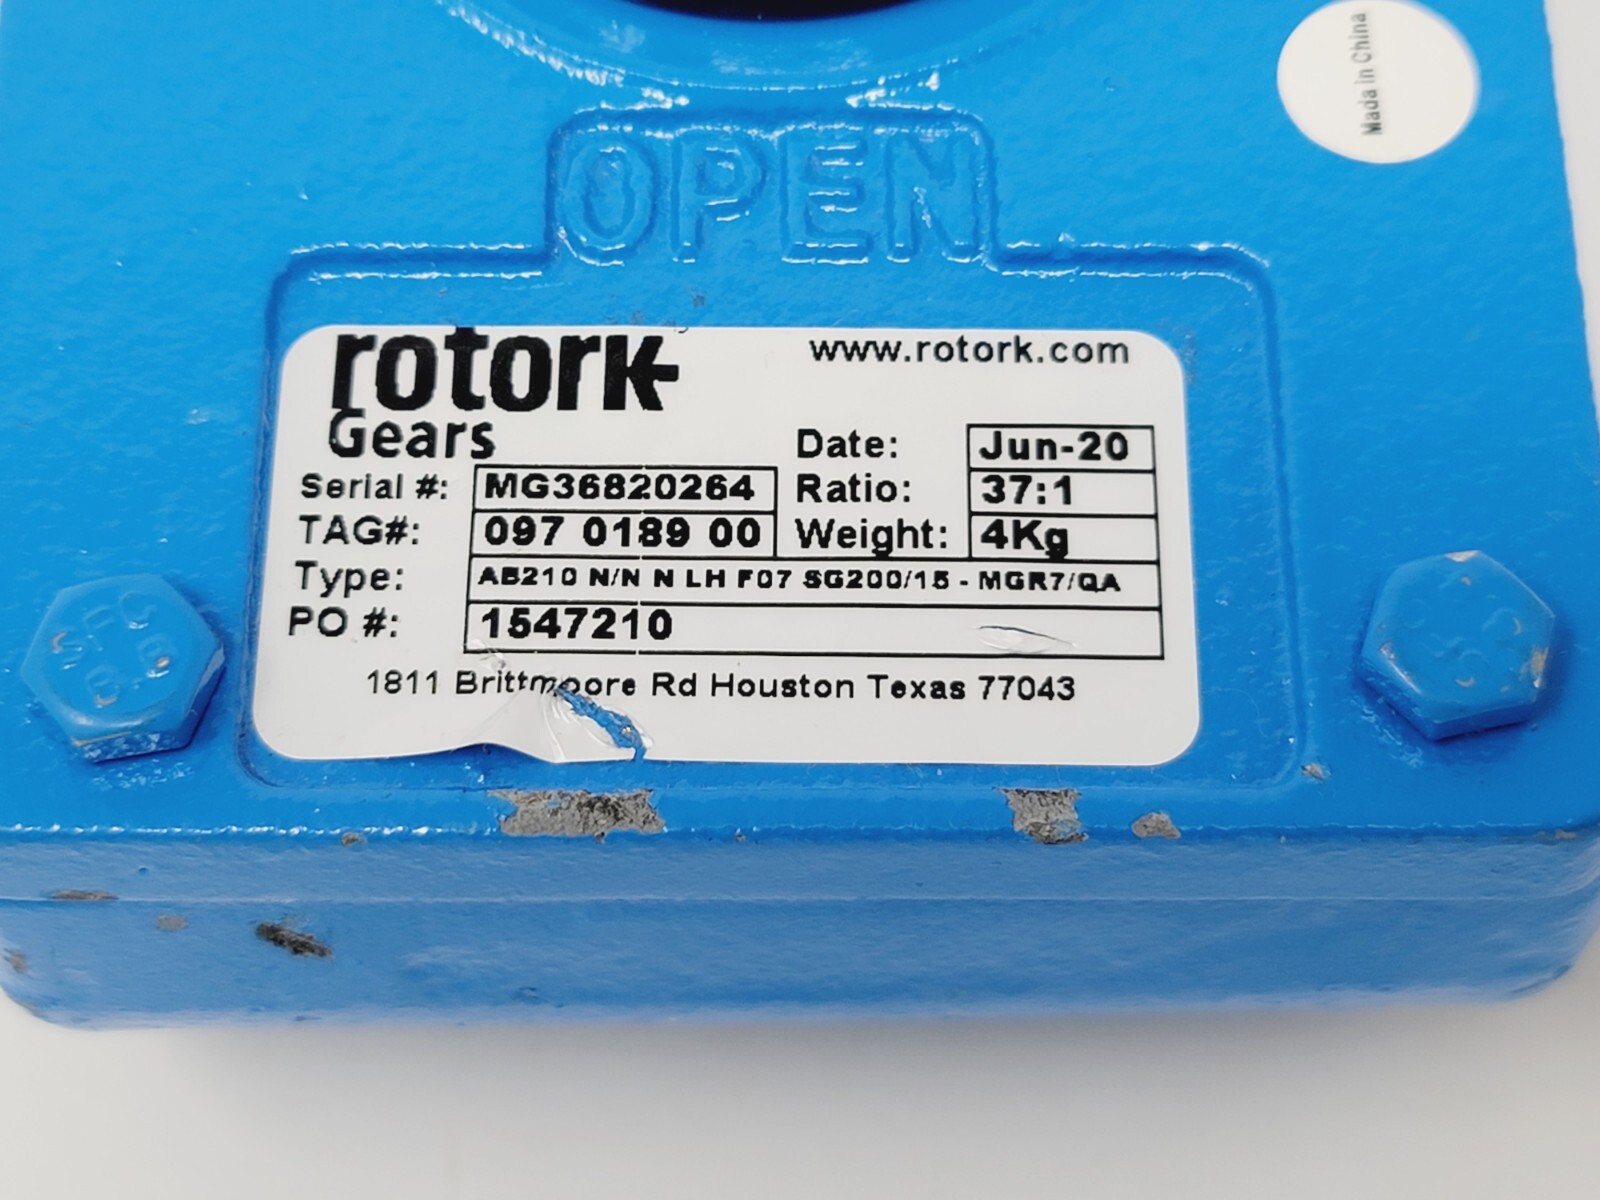 Mada in China
OPEN
rotork
www.rotork.com
Gears
Date: Jun-20
Serial #: MG36820264 Ratio: 37:1
TAG#: 097 0189 00 Weight: 4Kg
Type: AB210 N/N N LH F07 SG200/15 - MGR7/QA
PO #: 1547210
1811 Brittmoore Rd Houston Texas 77043